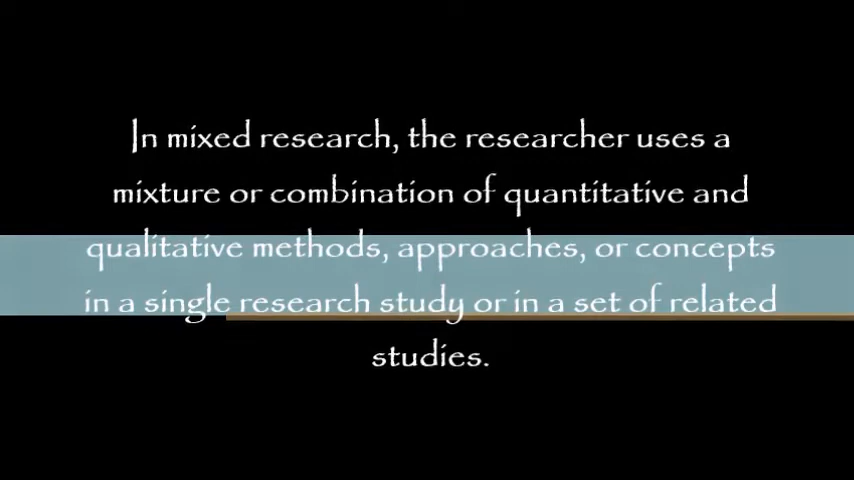 In mixed research, the researcher uses a
mixture or combination of quantitative and
qualitative methods, approaches, or concepts
in a single research study or in a set of related
studies.